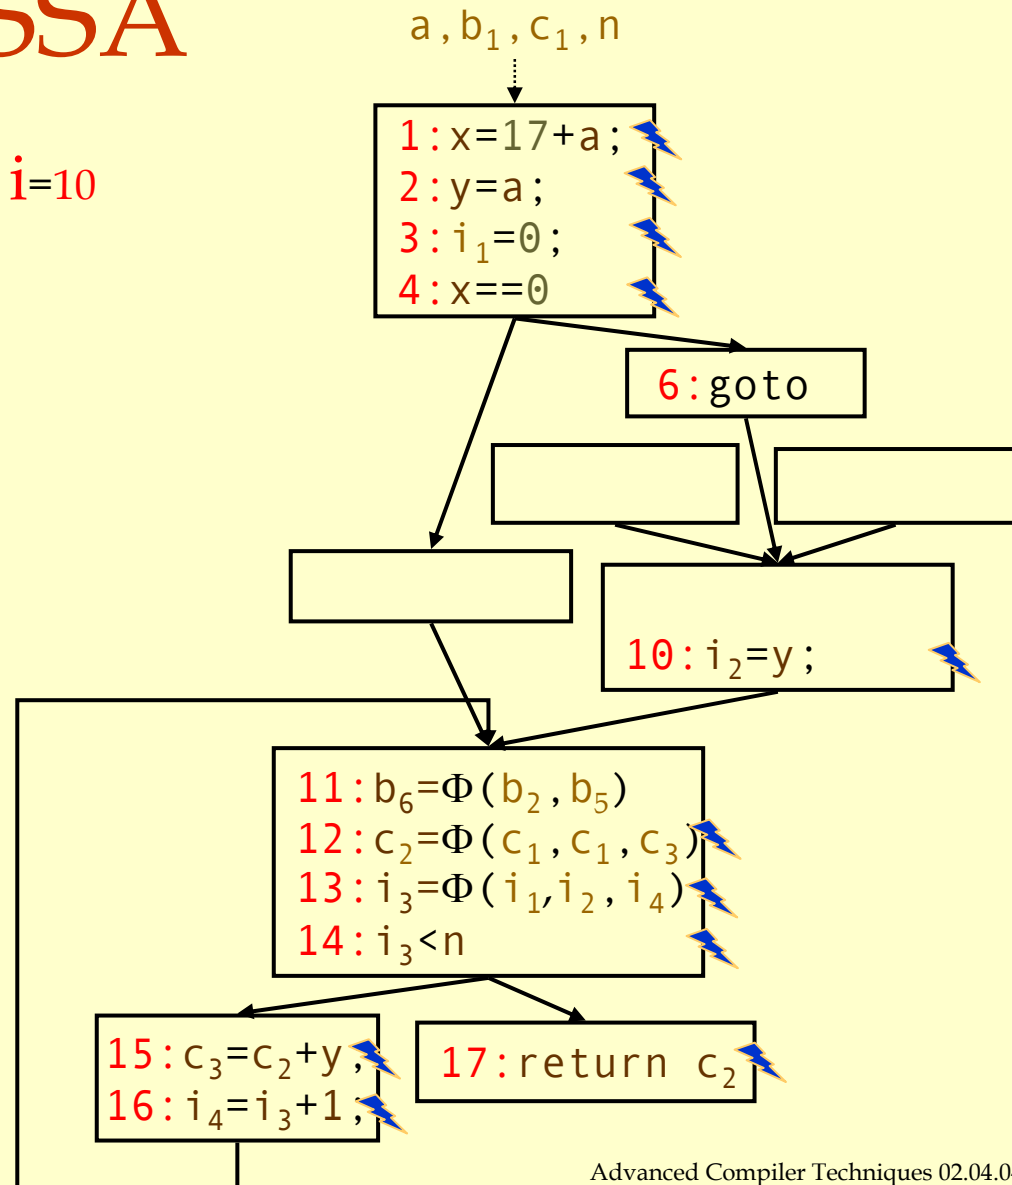 SSA
a,b₁,c₁,n
i=10
1:x=17+a;
2:y=a;
3:i₁=0;
4:x==0
6:goto
10:i₂=y;
11:b₆=Φ(b₂,b₅)
12:c₂=Φ(c₁,c₁,c₃)
13:i₃=Φ(i₁,i₂,i₄)
14:i₃<n
15:c₃=c₂+y;
16:i₄=i₃+1;
17:return c₂
Advanced Compiler Techniques 02.04.0